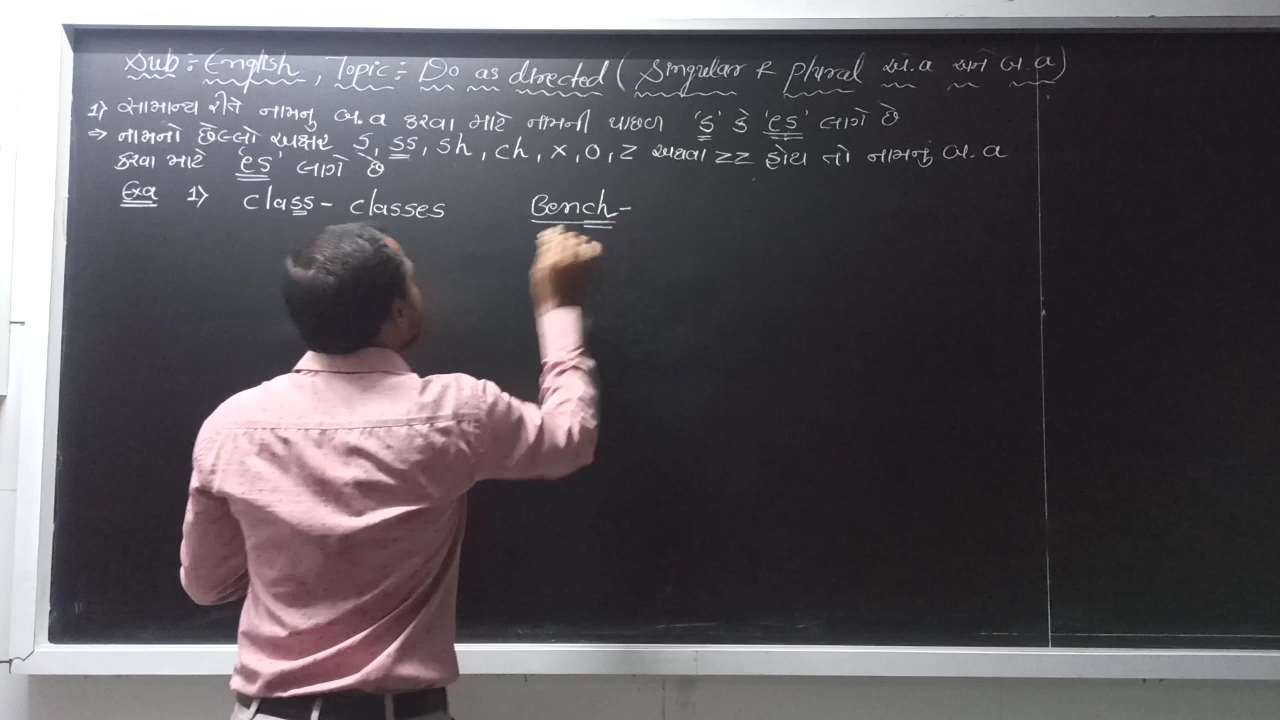 Sub :- English , Topic :- Do as directed ( Singular & Plural એ.વ અને બ.વ )
1) સામાન્ય રીતે નામનુ બ.વ કરવા માટે નામની પાછળ 's' કે 'es' લાગે છે
⇒ નામનો છેલ્લો અક્ષર s, ss, sh, ch, x, o, z અથવા zz હોય તો નામનું બ.વ
કરવા માટે 'es' લાગે છે
Exa 1) class - classes Bench -